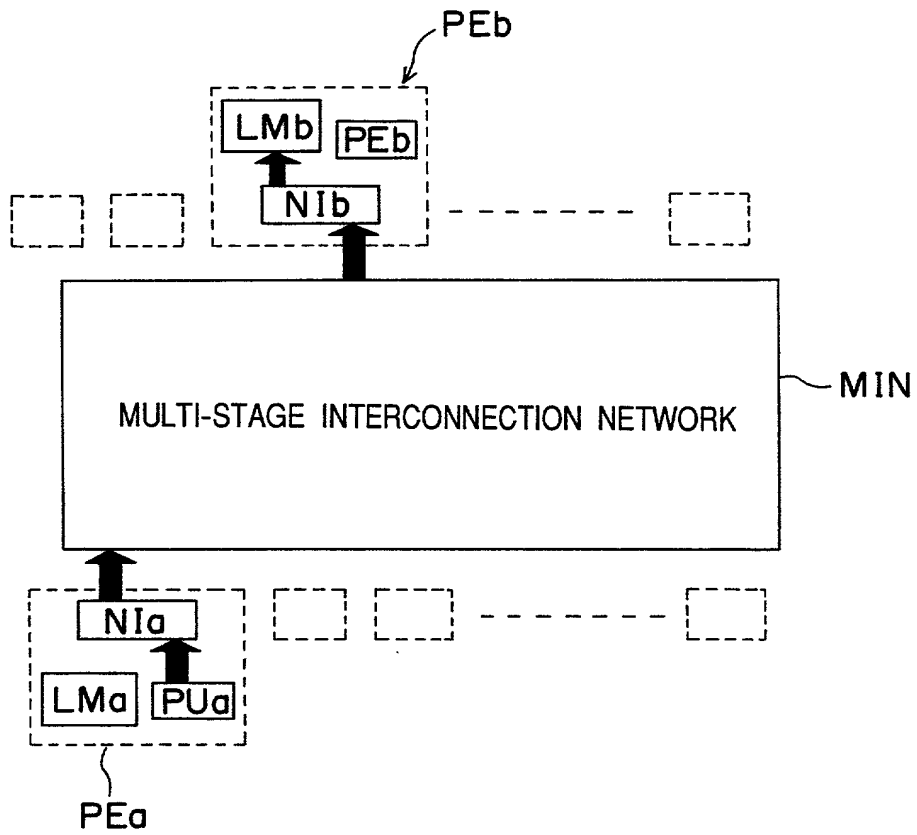 PEb
LMb
PEb
NIb
MULTI-STAGE INTERCONNECTION NETWORK
MIN
NIa
LMa
PUa
PEa